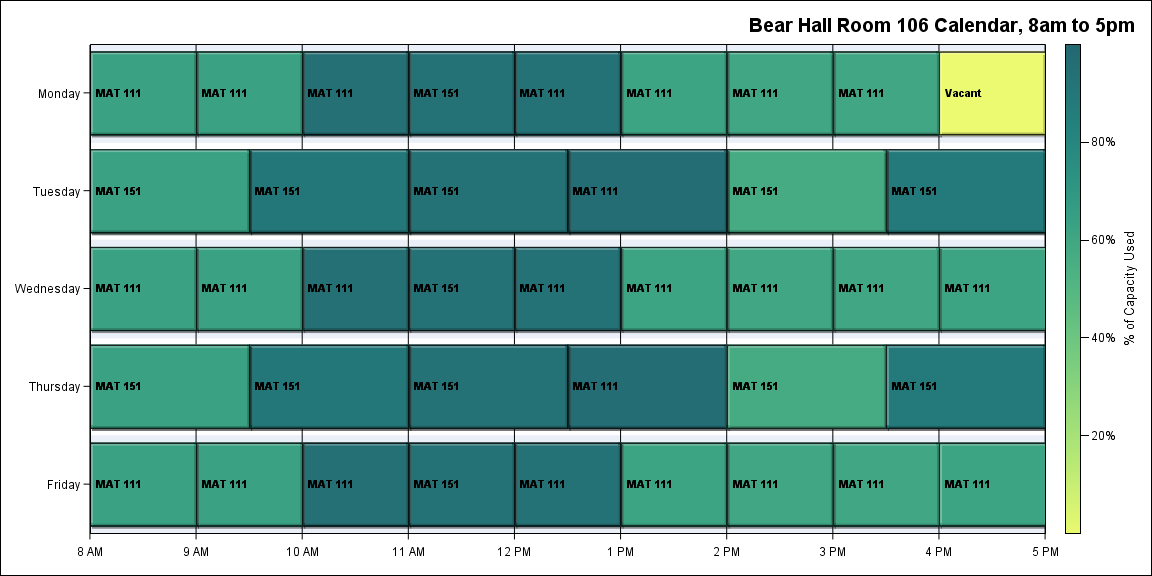 Bear Hall Room 106 Calendar, 8am to 5pm
Monday MAT 111 MAT 111 MAT 111 MAT 151 MAT 111 MAT 111 MAT 111 MAT 111 Vacant
Tuesday MAT 151 MAT 151 MAT 151 MAT 111 MAT 151 MAT 151
Wednesday MAT 111 MAT 111 MAT 111 MAT 151 MAT 111 MAT 111 MAT 111 MAT 111 MAT 111
Thursday MAT 151 MAT 151 MAT 151 MAT 111 MAT 151 MAT 151
Friday MAT 111 MAT 111 MAT 111 MAT 151 MAT 111 MAT 111 MAT 111 MAT 111 MAT 111
8 AM 9 AM 10 AM 11 AM 12 PM 1 PM 2 PM 3 PM 4 PM 5 PM
80%
60%
40%
20%
% of Capacity Used